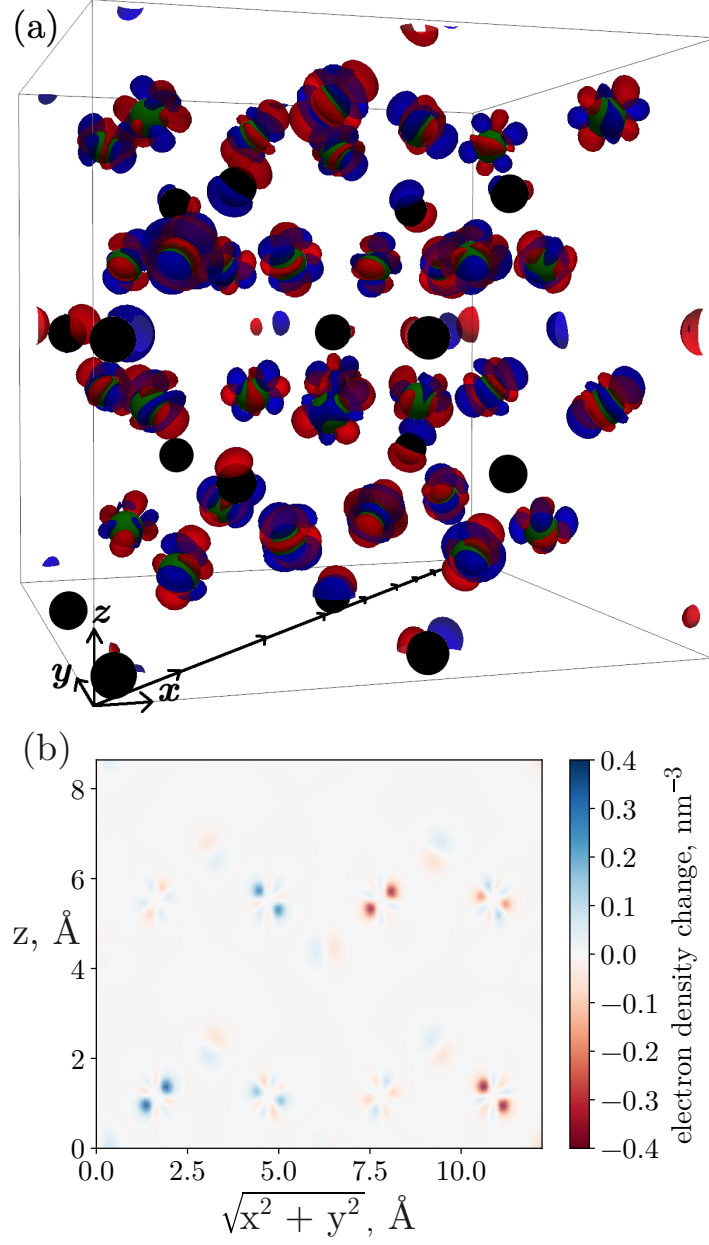 (a)
z
y
x
(b)
8
6
4
2
0
z, Å
0.0 2.5 5.0 7.5 10.0
√x² + y², Å
0.4
0.3
0.2
0.1
0.0
−0.1
−0.2
−0.3
−0.4
electron density change, nm⁻³